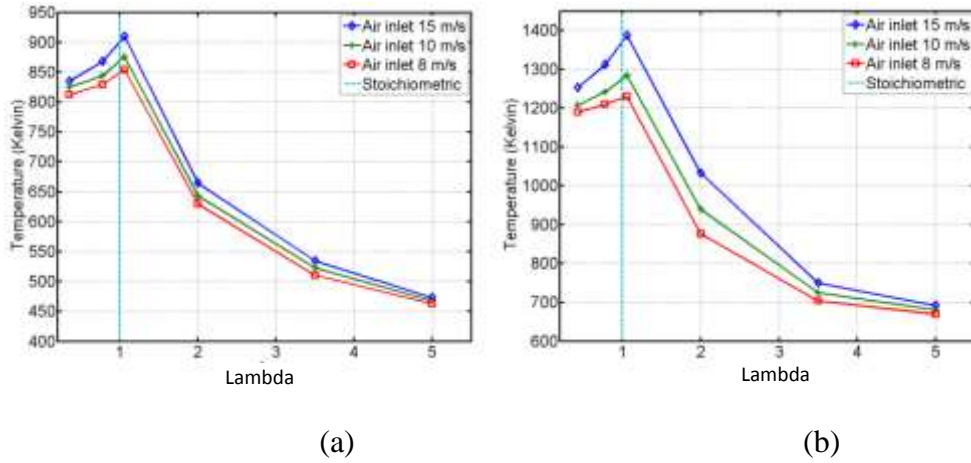 950
900
850
800
750
700
650
600
550
500
450
400
Temperature (Kelvin)
Air inlet 15 m/s
Air inlet 10 m/s
Air inlet 8 m/s
Stoichiometric
1 2 3 4 5
Lambda
(a)
1400
1300
1200
1100
1000
900
800
700
600
Temperature (Kelvin)
Air inlet 15 m/s
Air inlet 10 m/s
Air inlet 8 m/s
Stoichiometric
1 2 3 4 5
Lambda
(b)